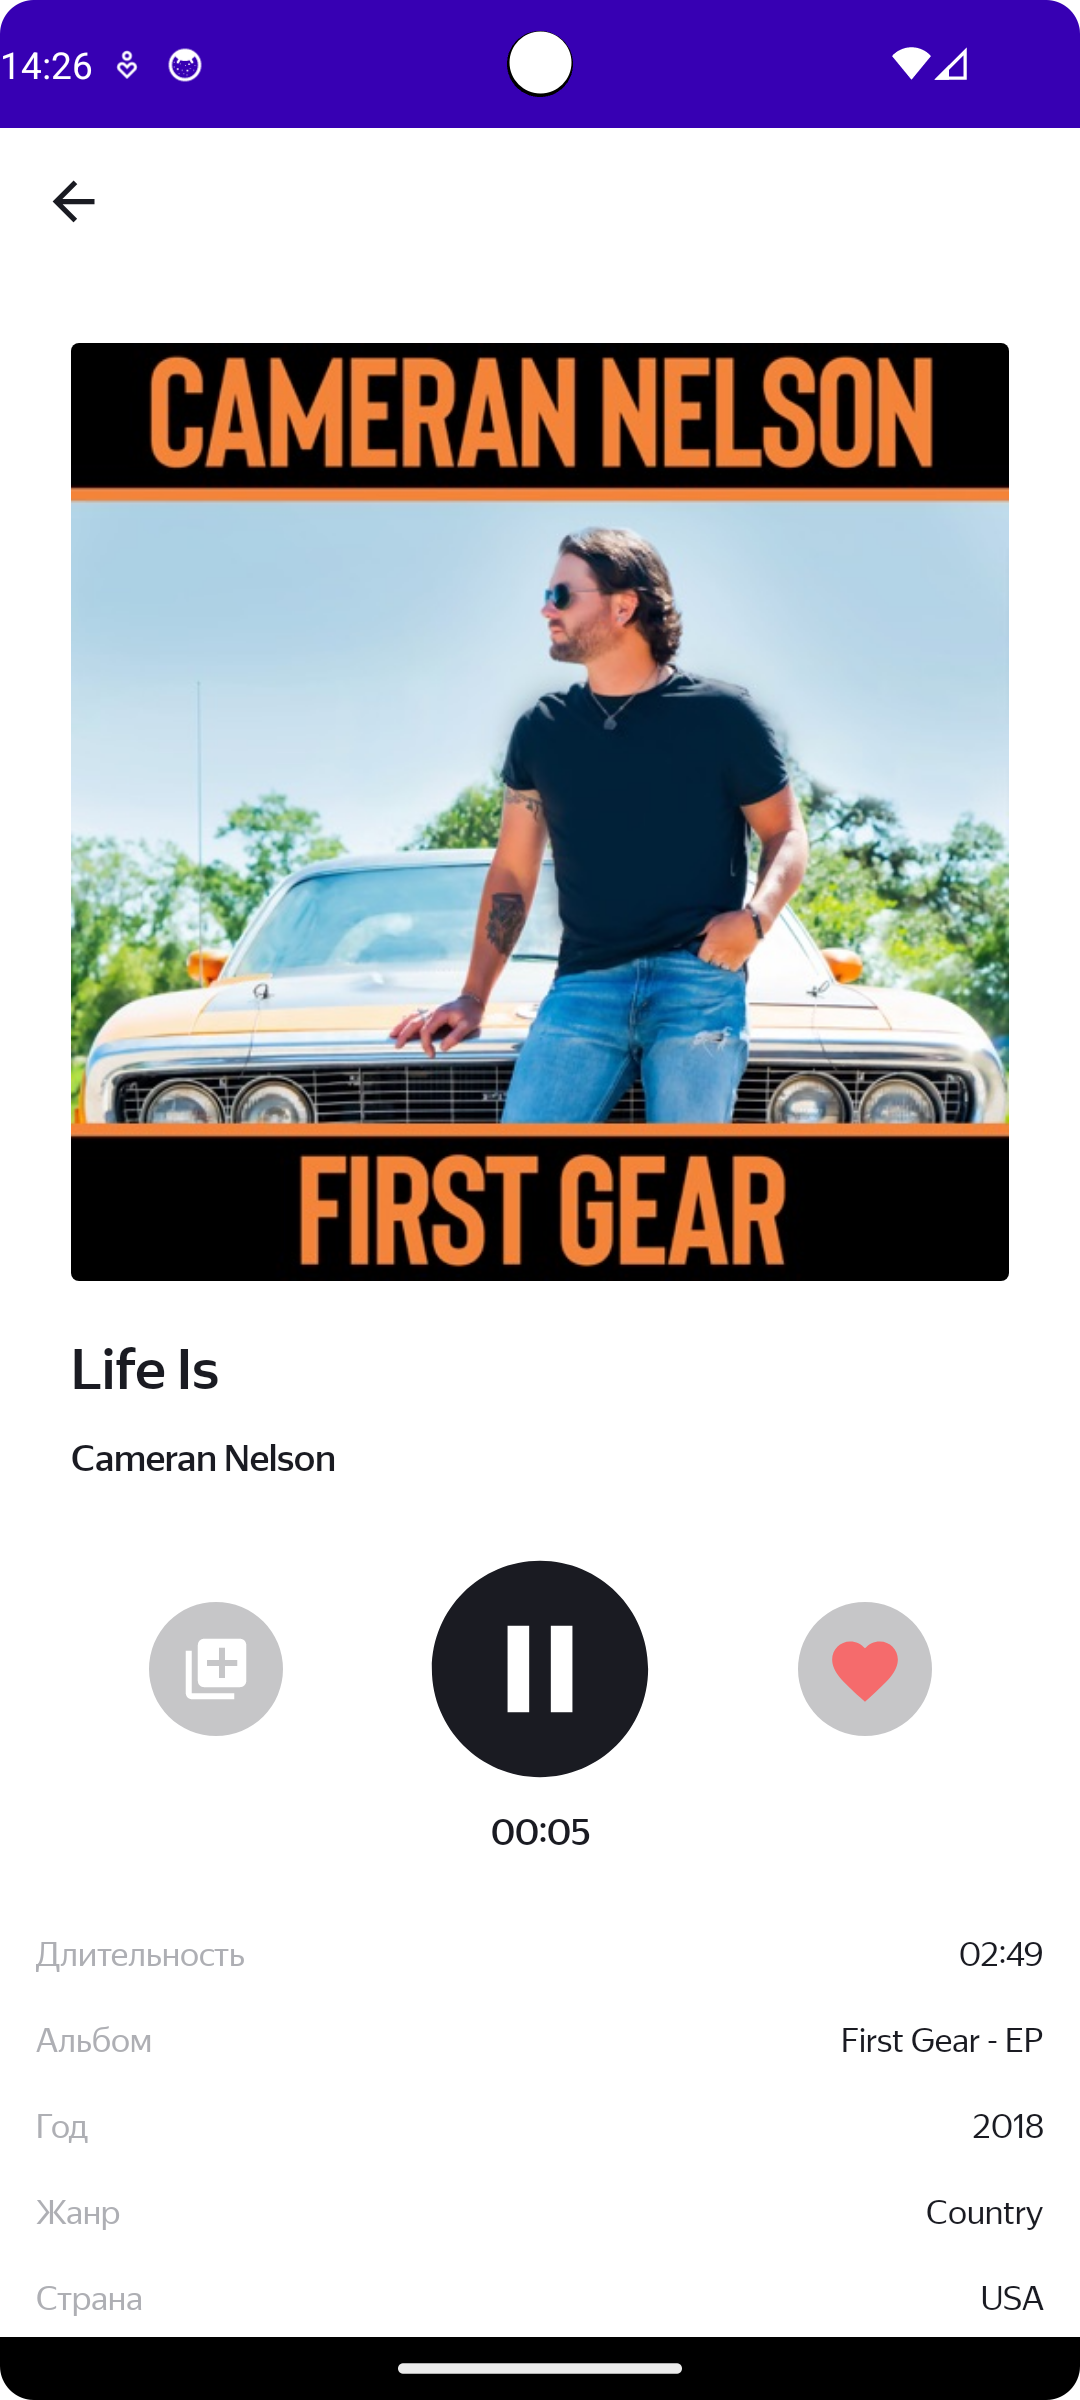 14:26
CAMERAN NELSON
FIRST GEAR
Life Is
Cameran Nelson
00:05
Длительность 02:49
Альбом First Gear - EP
Год 2018
Жанр Country
Страна USA